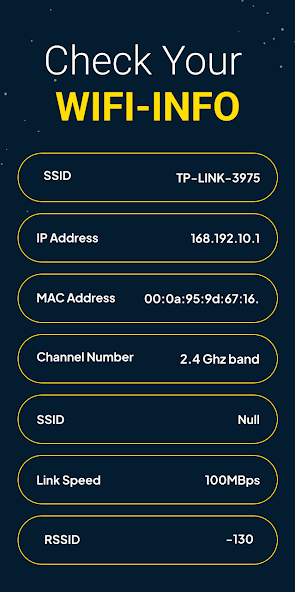 Check Your
WIFI-INFO
SSID TP-LINK-3975
IP Address 168.192.10.1
MAC Address 00:0a:95:9d:67:16.
Channel Number 2.4 Ghz band
SSID Null
Link Speed 100MBps
RSSID -130